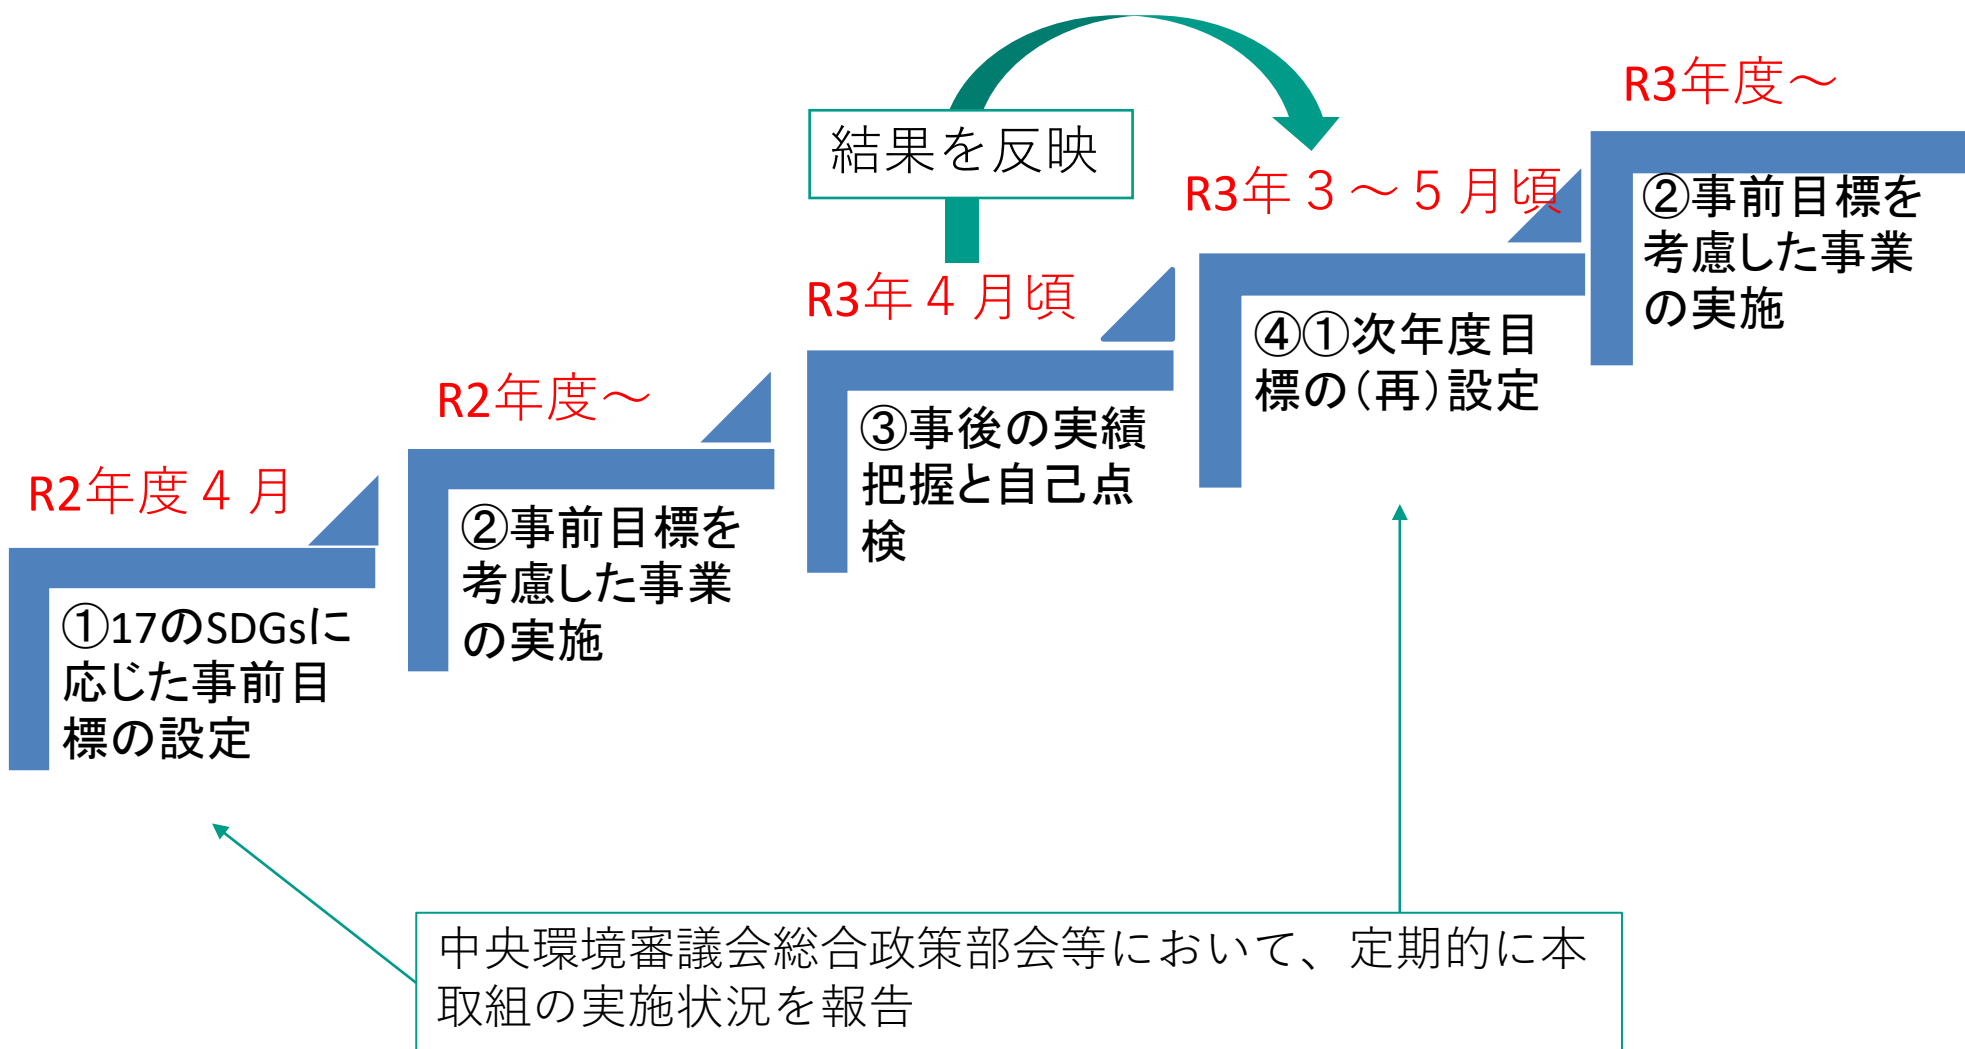 R2年度４月
①17のSDGsに
応じた事前目
標の設定
R2年度～
②事前目標を
考慮した事業
の実施
結果を反映
R3年４月頃
③事後の実績
把握と自己点
検
R3年３～５月頃
④①次年度目
標の（再）設定
R3年度～
②事前目標を
考慮した事業
の実施
中央環境審議会総合政策部会等において、定期的に本
取組の実施状況を報告